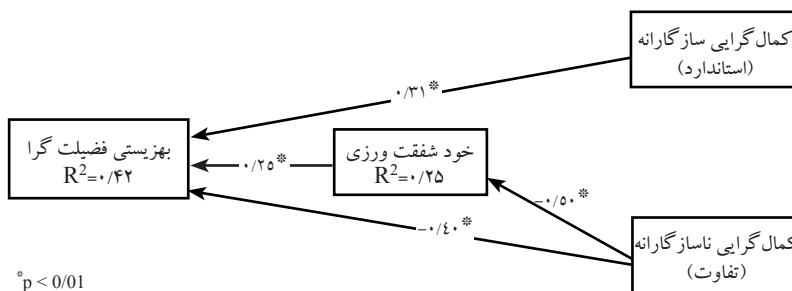 کمال‌گرایی سازگارانه
(استاندارد)
۰/۳۱*
بهزیستی فضیلت گرا
R²=۰/۴۲
۰/۲۵*
خود شفقت ورزی
R²=۰/۲۵
−۰/۵۰*
−۰/٤۰*
کمال‌گرایی ناسازگارانه
(تفاوت)
*p < 0/01